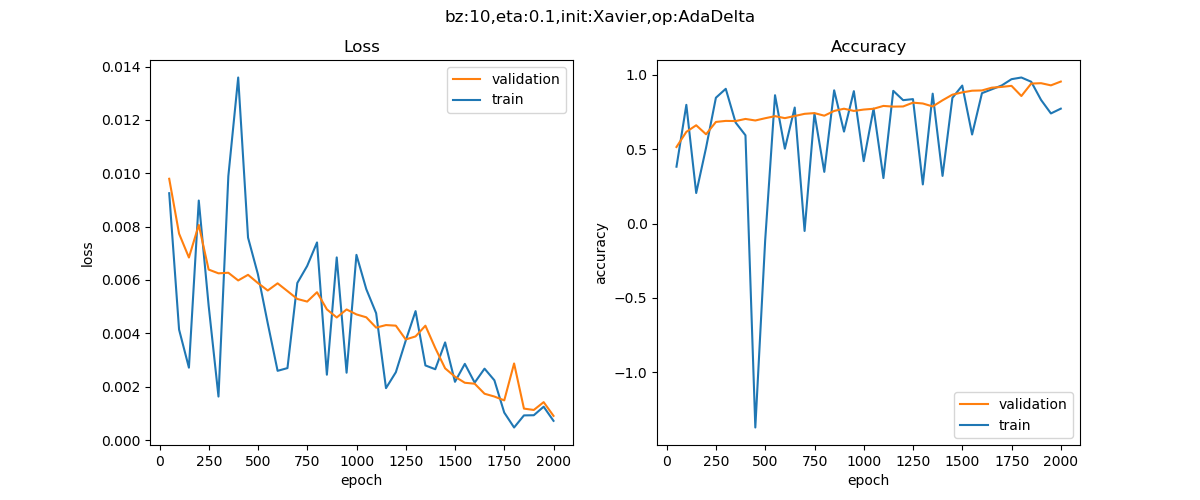 bz:10,eta:0.1,init:Xavier,op:AdaDelta
Loss
0.014
0.012
0.010
0.008
0.006
0.004
0.002
0.000
loss
validation
train
0 250 500 750 1000 1250 1500 1750 2000
epoch
Accuracy
1.0
0.5
0.0
−0.5
−1.0
accuracy
validation
train
0 250 500 750 1000 1250 1500 1750 2000
epoch